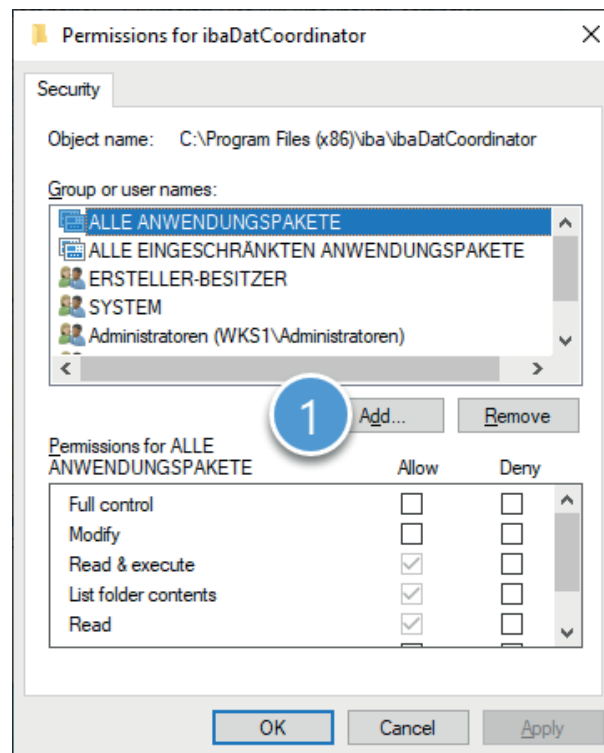 Permissions for ibaDatCoordinator
Security
Object name: C:\Program Files (x86)\iba\ibaDatCoordinator
Group or user names:
ALLE ANWENDUNGSPAKETE
ALLE EINGESCHRÄNKTEN ANWENDUNGSPAKETE
ERSTELLER-BESITZER
SYSTEM
Administratoren (WKS1\Administratoren)
1 Add... Remove
Permissions for ALLE
ANWENDUNGSPAKETE Allow Deny
Full control
Modify
Read & execute
List folder contents
Read
OK Cancel Apply